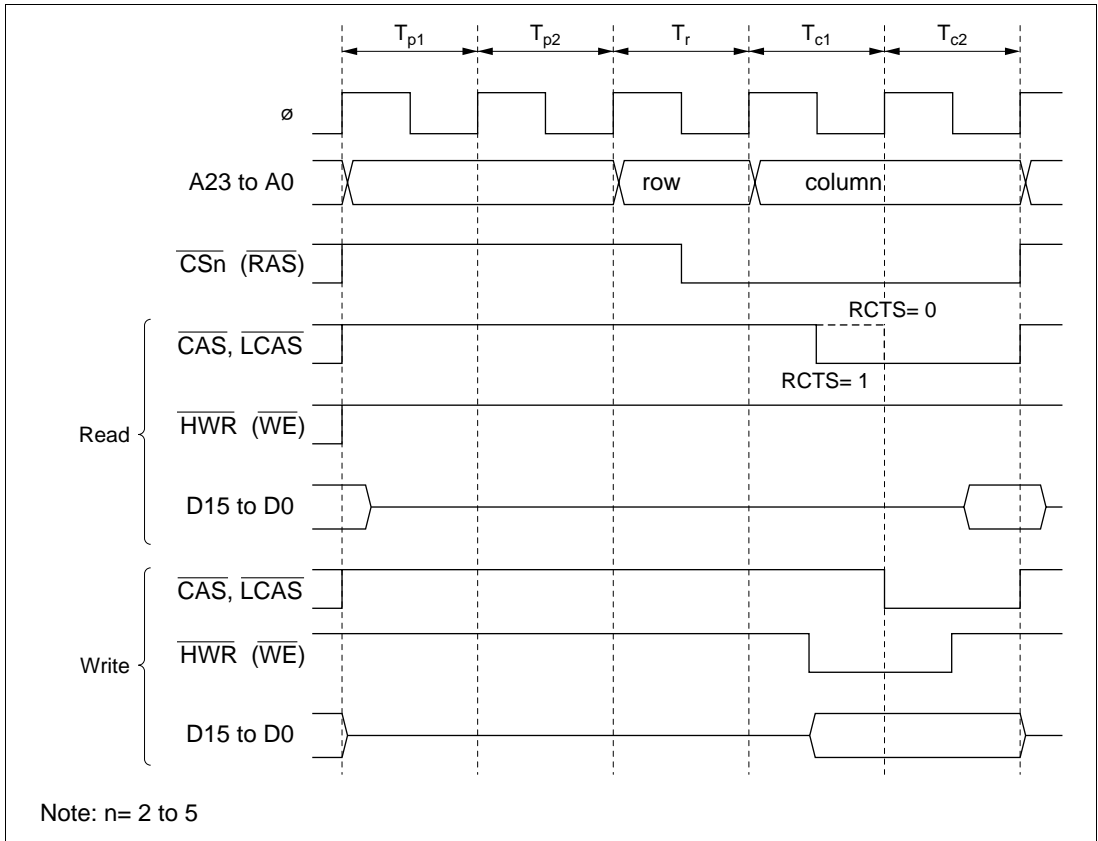 Tp1 Tp2 Tr Tc1 Tc2
ø
A23 to A0 row column
CSn (RAS)
RCTS= 0
CAS, LCAS
RCTS= 1
HWR (WE)
Read
D15 to D0
CAS, LCAS
HWR (WE)
Write
D15 to D0
Note: n= 2 to 5